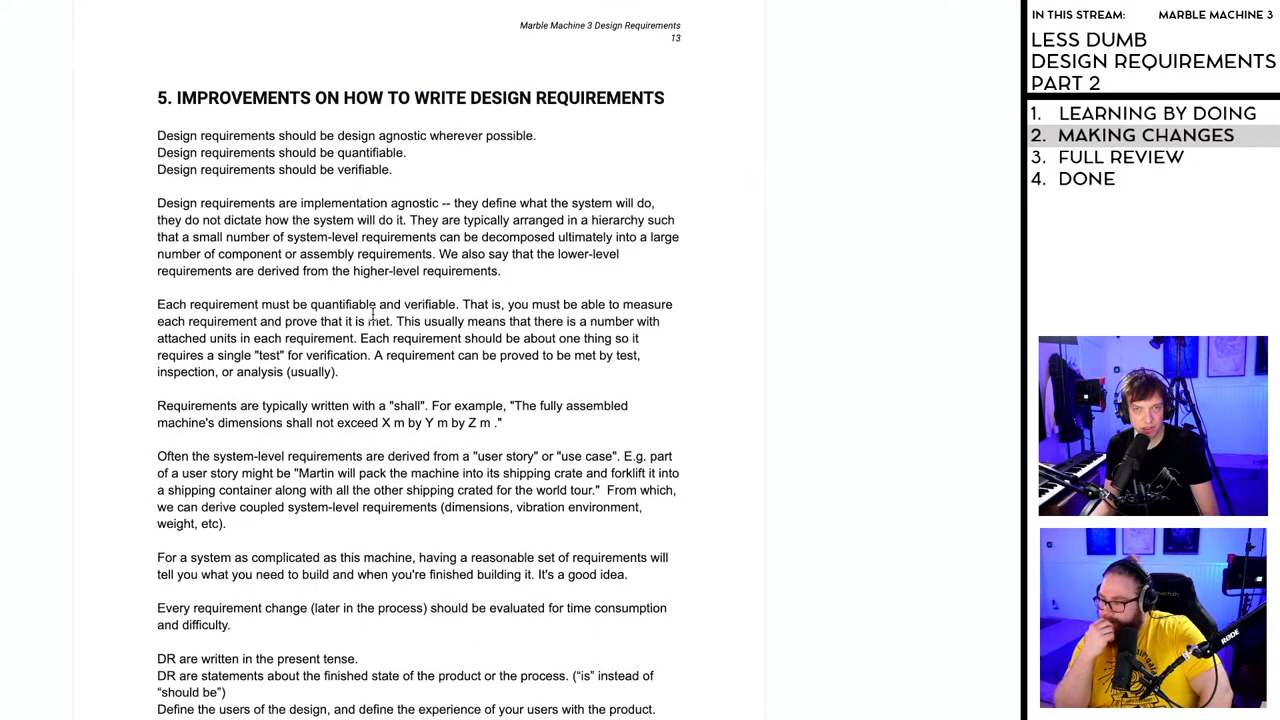 Marble Machine 3 Design Requirements
13
5. IMPROVEMENTS ON HOW TO WRITE DESIGN REQUIREMENTS
Design requirements should be design agnostic wherever possible.
Design requirements should be quantifiable.
Design requirements should be verifiable.
Design requirements are implementation agnostic -- they define what the system will do,
they do not dictate how the system will do it. They are typically arranged in a hierarchy such
that a small number of system-level requirements can be decomposed ultimately into a large
number of component or assembly requirements. We also say that the lower-level
requirements are derived from the higher-level requirements.
Each requirement must be quantifiable and verifiable. That is, you must be able to measure
each requirement and prove that it is met. This usually means that there is a number with
attached units in each requirement. Each requirement should be about one thing so it
requires a single "test" for verification. A requirement can be proved to be met by test,
inspection, or analysis (usually).
Requirements are typically written with a "shall". For example, "The fully assembled
machine's dimensions shall not exceed X m by Y m by Z m ."
Often the system-level requirements are derived from a "user story" or "use case". E.g. part
of a user story might be "Martin will pack the machine into its shipping crate and forklift it into
a shipping container along with all the other shipping crated for the world tour."  From which,
we can derive coupled system-level requirements (dimensions, vibration environment,
weight, etc).
For a system as complicated as this machine, having a reasonable set of requirements will
tell you what you need to build and when you're finished building it. It's a good idea.
Every requirement change (later in the process) should be evaluated for time consumption
and difficulty.
DR are written in the present tense.
DR are statements about the finished state of the product or the process. (“is” instead of
“should be”)
Define the users of the design, and define the experience of your users with the product.
IN THIS STREAM: MARBLE MACHINE 3
LESS DUMB
DESIGN REQUIREMENTS
PART 2
1. LEARNING BY DOING
2. MAKING CHANGES
3. FULL REVIEW
4. DONE
RØDE